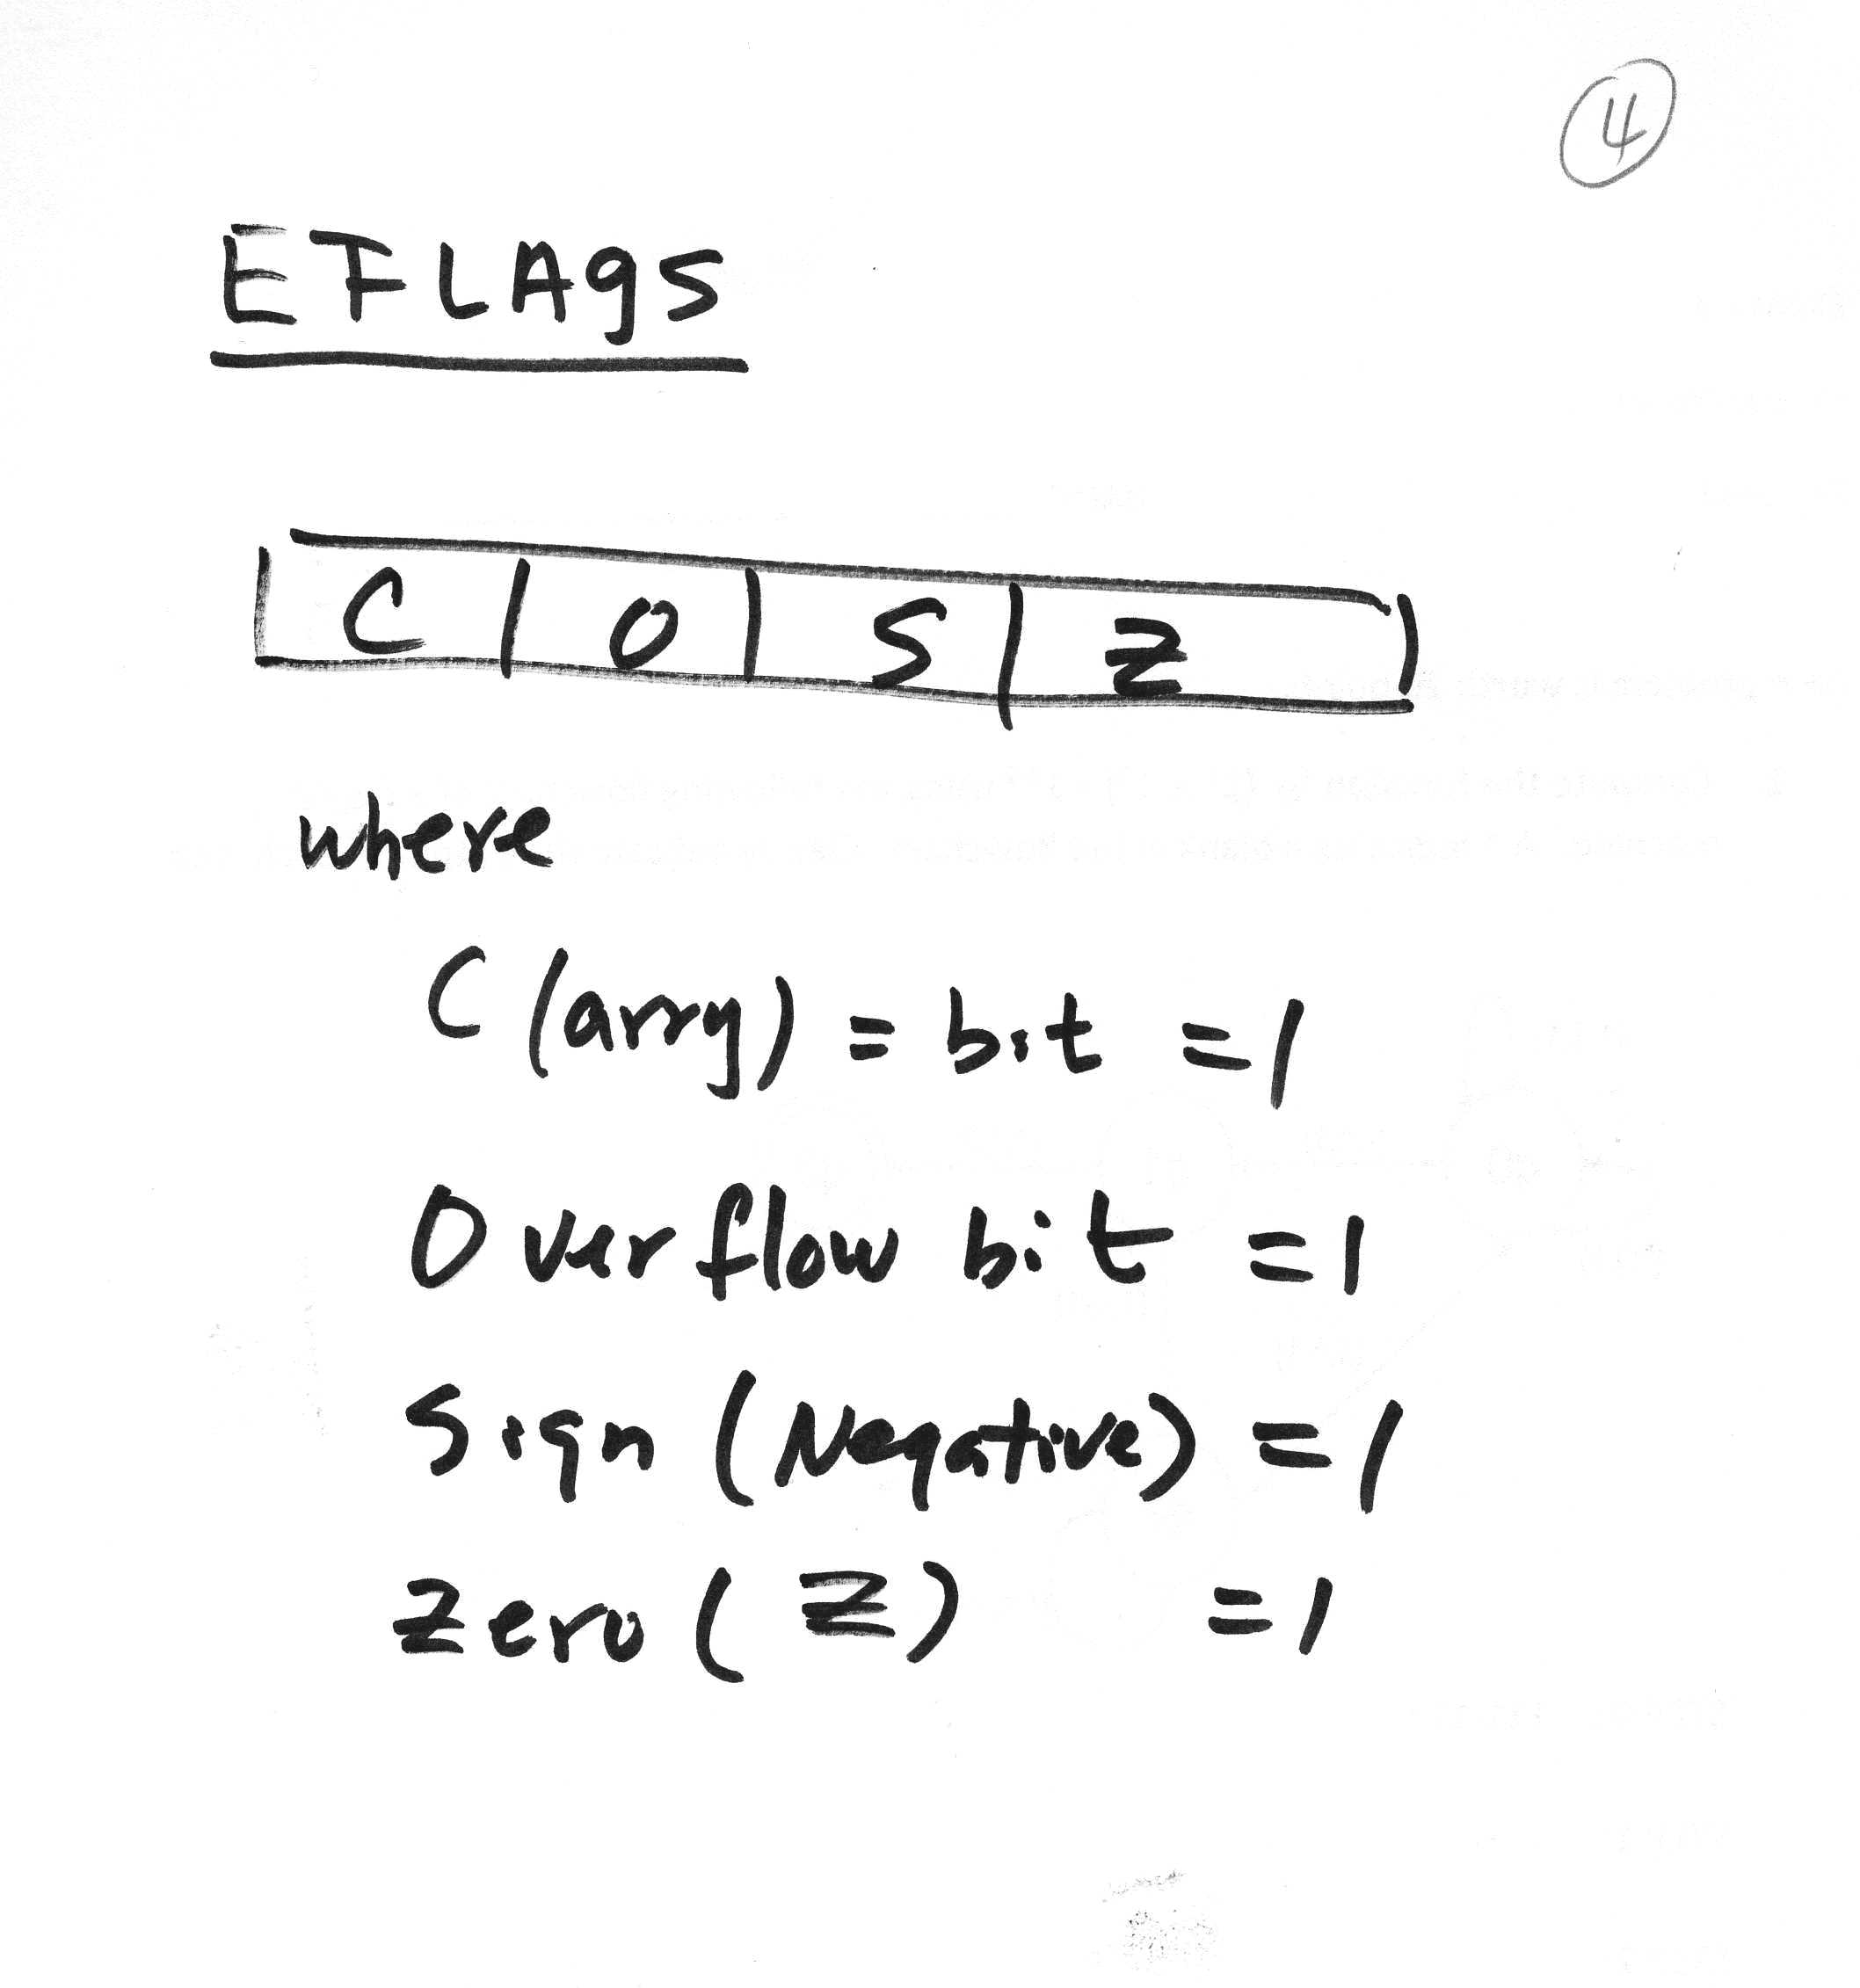 4
EFLAgS
C O S Z
where
C (arry) = bit = 1
Overflow bit = 1
Sign (Negative) = 1
Zero (Z) = 1